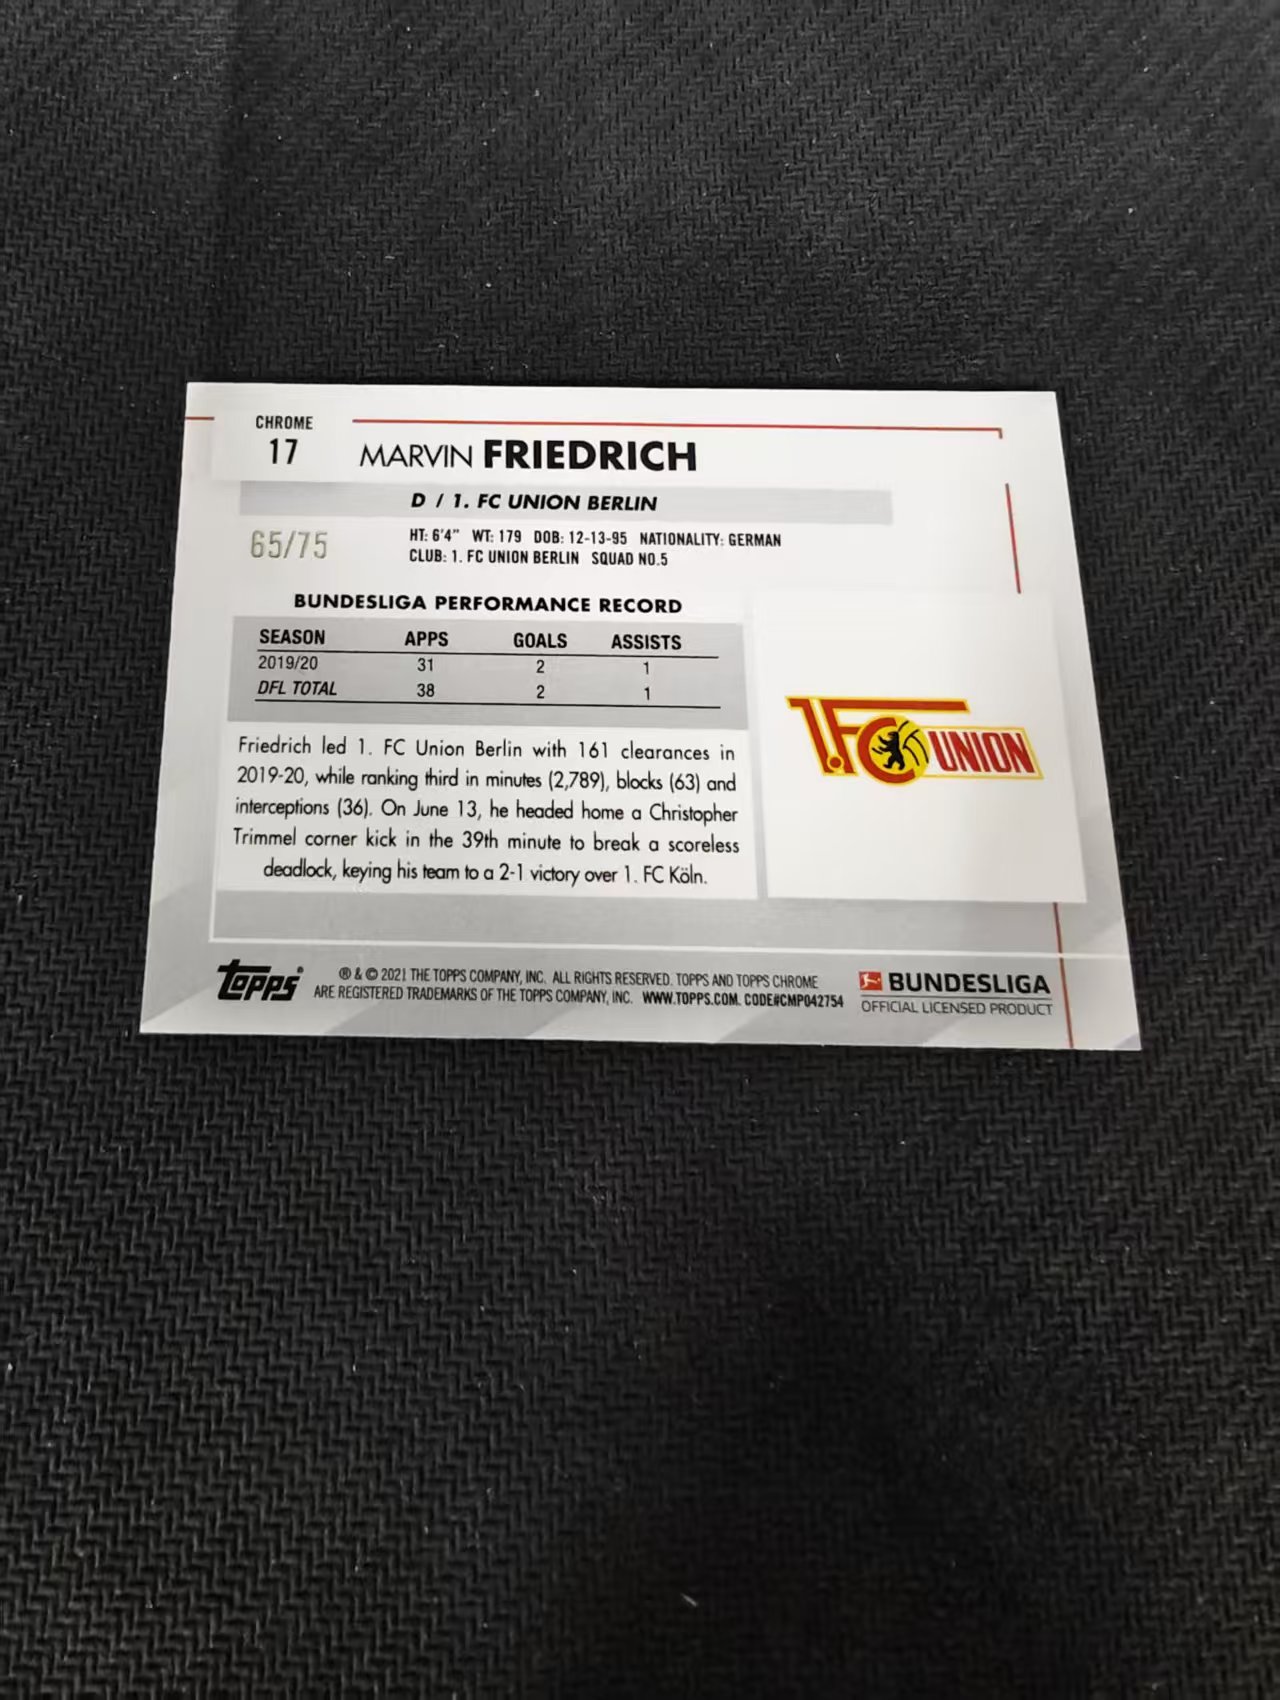 CHROME
17
MARVIN FRIEDRICH
D / 1. FC UNION BERLIN
65/75
HT: 6'4" WT: 179 DOB: 12-13-95 NATIONALITY: GERMAN
CLUB: 1. FC UNION BERLIN SQUAD NO.5
BUNDESLIGA PERFORMANCE RECORD
SEASON APPS GOALS ASSISTS
2019/20 31 2 1
DFL TOTAL 38 2 1
Friedrich led 1. FC Union Berlin with 161 clearances in
2019-20, while ranking third in minutes (2,789), blocks (63) and
interceptions (36). On June 13, he headed home a Christopher
Trimmel corner kick in the 39th minute to break a scoreless
deadlock, keying his team to a 2-1 victory over 1. FC Köln.
1.FC UNION
topps®
® & © 2021 THE TOPPS COMPANY, INC. ALL RIGHTS RESERVED. TOPPS AND TOPPS CHROME
ARE REGISTERED TRADEMARKS OF THE TOPPS COMPANY, INC. WWW.TOPPS.COM. CODE#CMP042754
BUNDESLIGA
OFFICIAL LICENSED PRODUCT